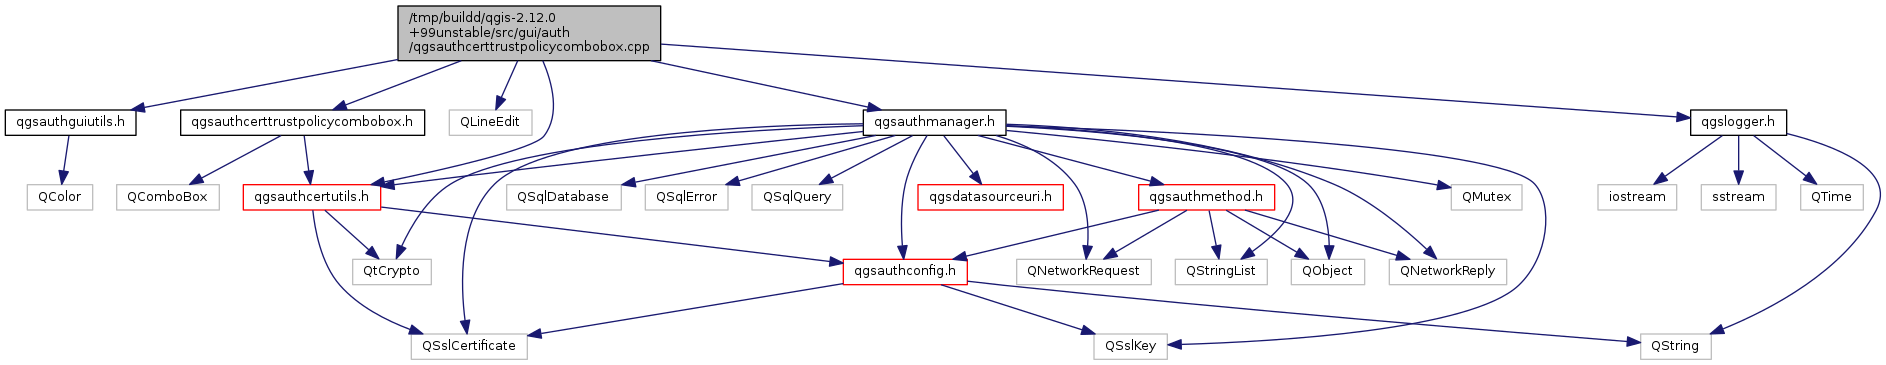 /tmp/buildd/qgis-2.12.0
+99unstable/src/gui/auth
/qgsauthcerttrustpolicycombobox.cpp
qgsauthguiutils.h
qgsauthcerttrustpolicycombobox.h
QLineEdit
qgsauthmanager.h
qgslogger.h
QColor
QComboBox
qgsauthcertutils.h
QSqlDatabase
QSqlError
QSqlQuery
qgsdatasourceuri.h
qgsauthmethod.h
QMutex
iostream
sstream
QTime
QtCrypto
qgsauthconfig.h
QNetworkRequest
QStringList
QObject
QNetworkReply
QSslCertificate
QSslKey
QString